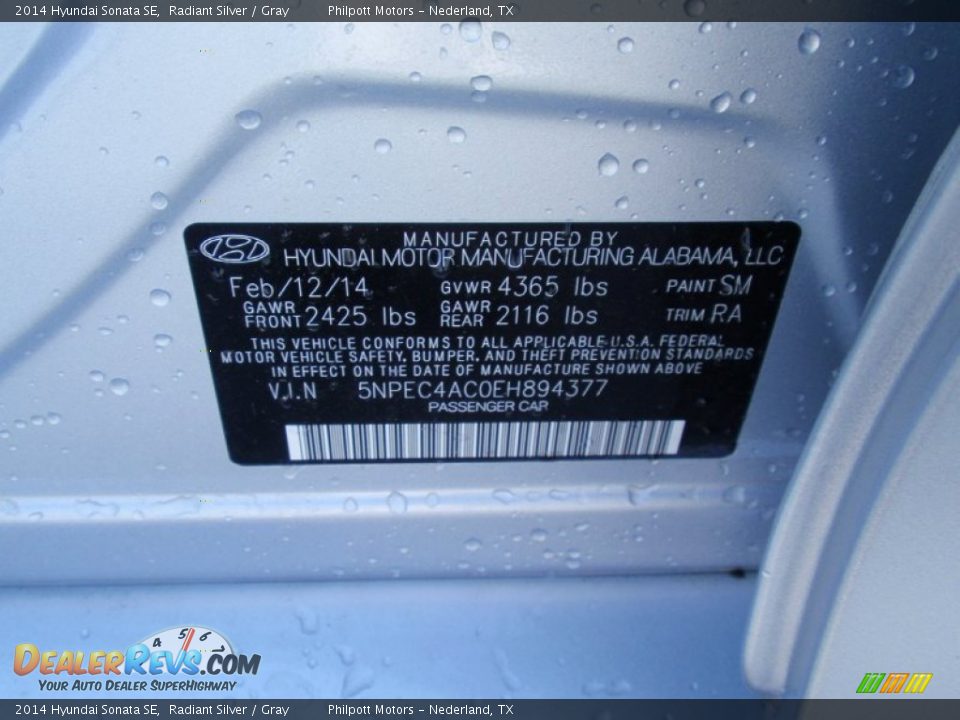 2014 Hyundai Sonata SE,  Radiant Silver / Gray    Philpott Motors - Nederland, TX
MANUFACTURED BY
HYUNDAI MOTOR MANUFACTURING ALABAMA, LLC
Feb/12/14 GVWR 4365 lbs PAINT SM
GAWR FRONT 2425 lbs GAWR REAR 2116 lbs TRIM RA
THIS VEHICLE CONFORMS TO ALL APPLICABLE U.S.A. FEDERAL
MOTOR VEHICLE SAFETY, BUMPER, AND THEFT PREVENTION STANDARDS
IN EFFECT ON THE DATE OF MANUFACTURE SHOWN ABOVE
V.I.N 5NPEC4AC0EH894377
PASSENGER CAR
4 5 6 7
DEALERREVS.COM
YOUR AUTO DEALER SUPERHIGHWAY
2014 Hyundai Sonata SE,  Radiant Silver / Gray    Philpott Motors - Nederland, TX